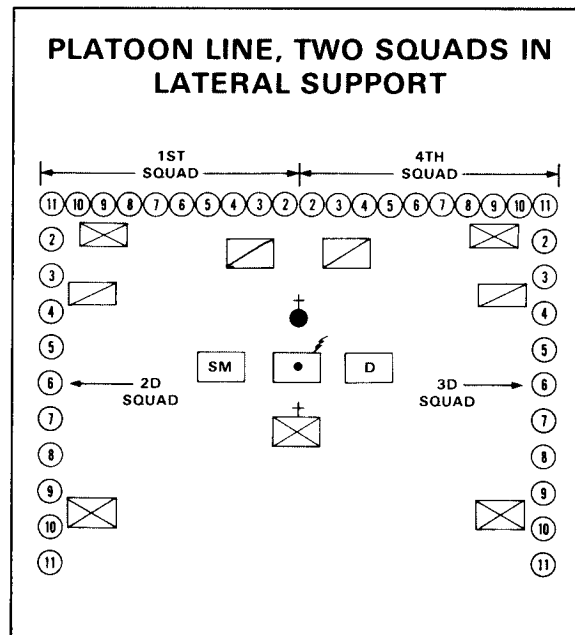 PLATOON LINE, TWO SQUADS IN
LATERAL SUPPORT
1ST
SQUAD
4TH
SQUAD
11 10 9 8 7 6 5 4 3 2 2 3 4 5 6 7 8 9 10 11
2 2
3 3
4 4
5 5
SM D
6 2D
SQUAD 3D
SQUAD 6
7 7
8 8
9 9
10 10
11 11